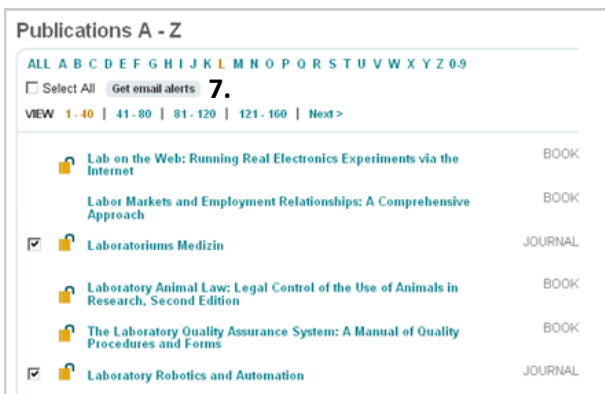 Publications A - Z
ALL A B C D E F G H I J K L M N O P Q R S T U V W X Y Z 0-9
Select All Get email alerts 7.
VIEW 1 - 40 | 41 - 80 | 81 - 120 | 121 - 160 | Next >
Lab on the Web: Running Real Electronics Experiments via the BOOK
Internet
Labor Markets and Employment Relationships: A Comprehensive BOOK
Approach
Laboratoriums Medizin JOURNAL
Laboratory Animal Law: Legal Control of the Use of Animals in BOOK
Research, Second Edition
The Laboratory Quality Assurance System: A Manual of Quality BOOK
Procedures and Forms
Laboratory Robotics and Automation JOURNAL